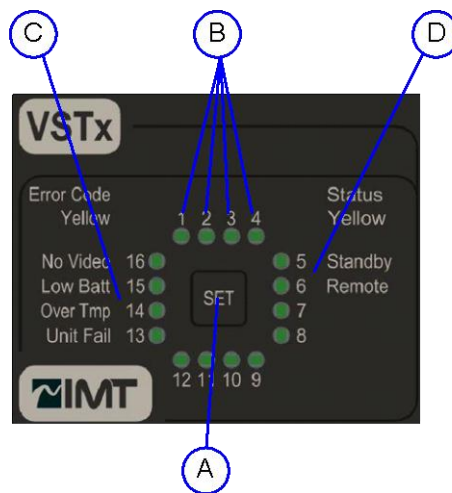 C B D
VSTx
Error Code
Yellow
Status
Yellow
1 2 3 4
No Video 16
Low Batt 15
Over Tmp 14
Unit Fail 13
SET
5 Standby
6 Remote
7
8
12 11 10 9
IMT
A